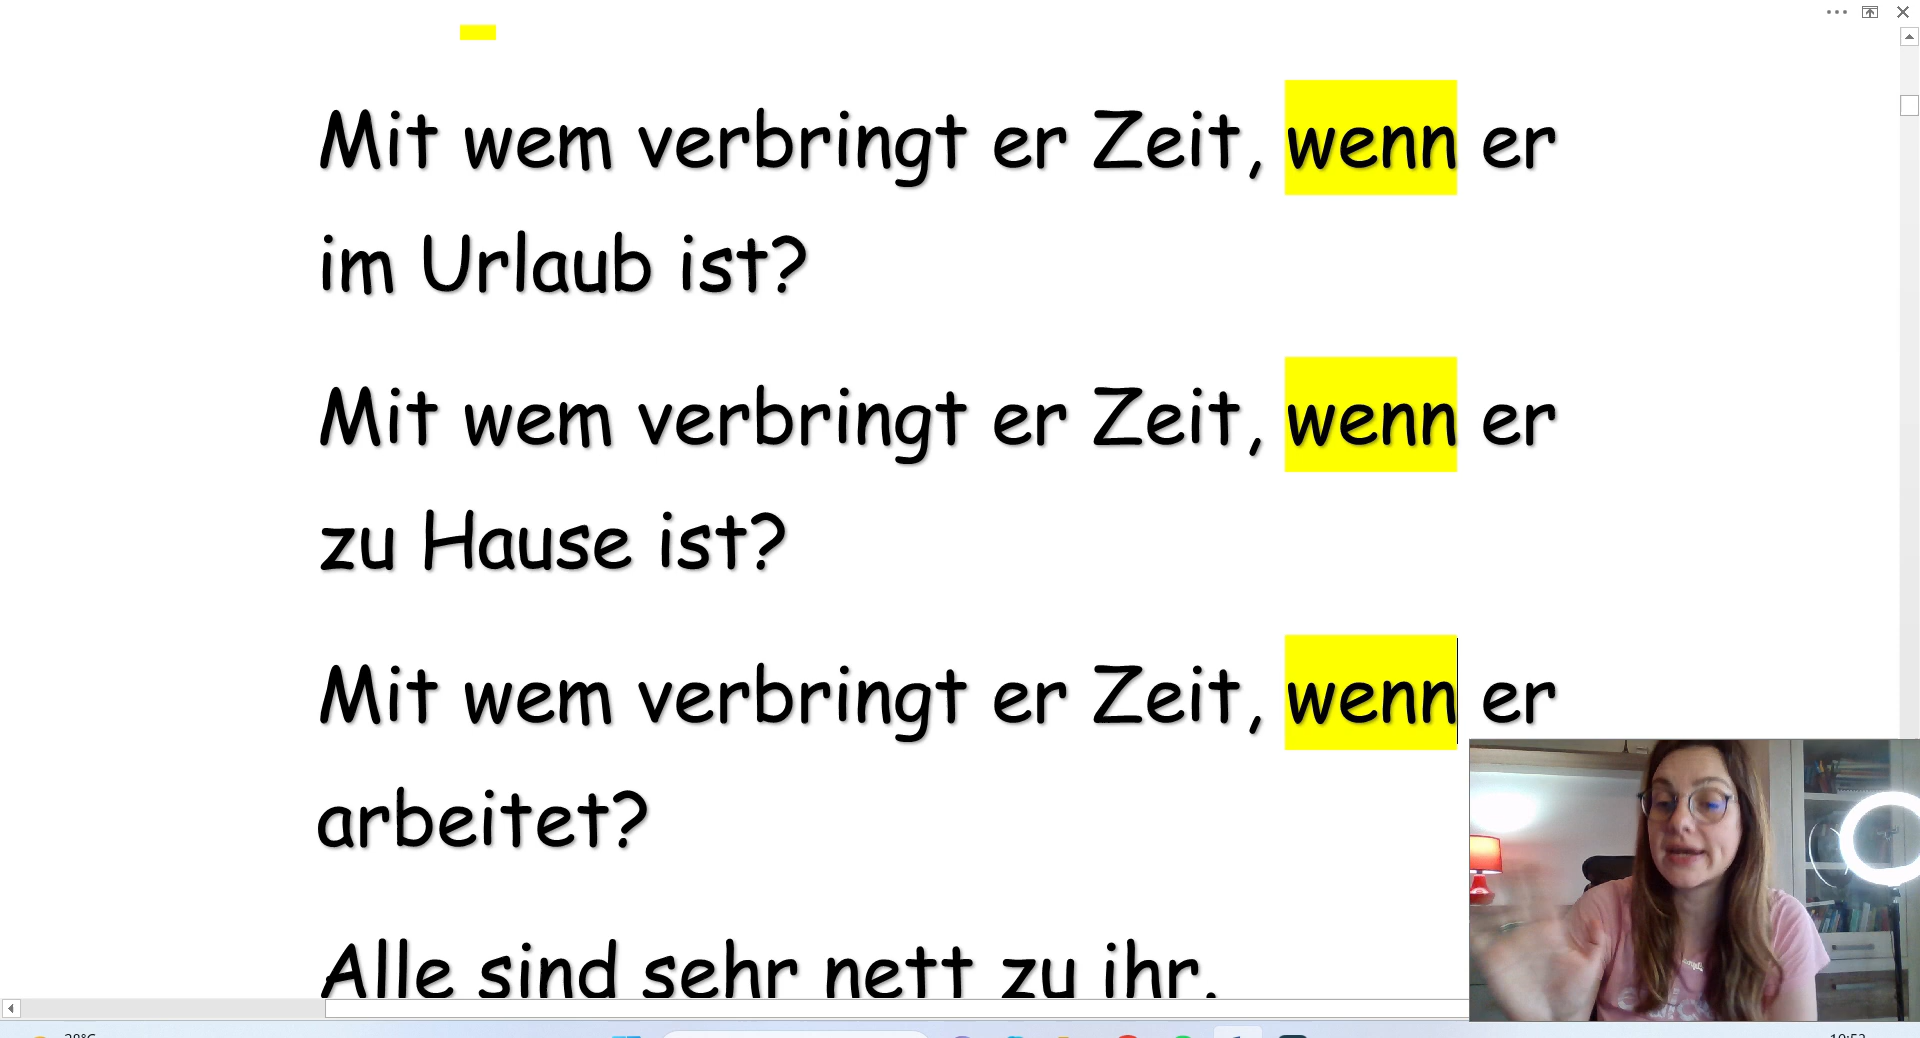 Mit wem verbringt er Zeit, wenn er
im Urlaub ist?
Mit wem verbringt er Zeit, wenn er
zu Hause ist?
Mit wem verbringt er Zeit, wenn er
arbeitet?
Alle sind sehr nett zu ihr.